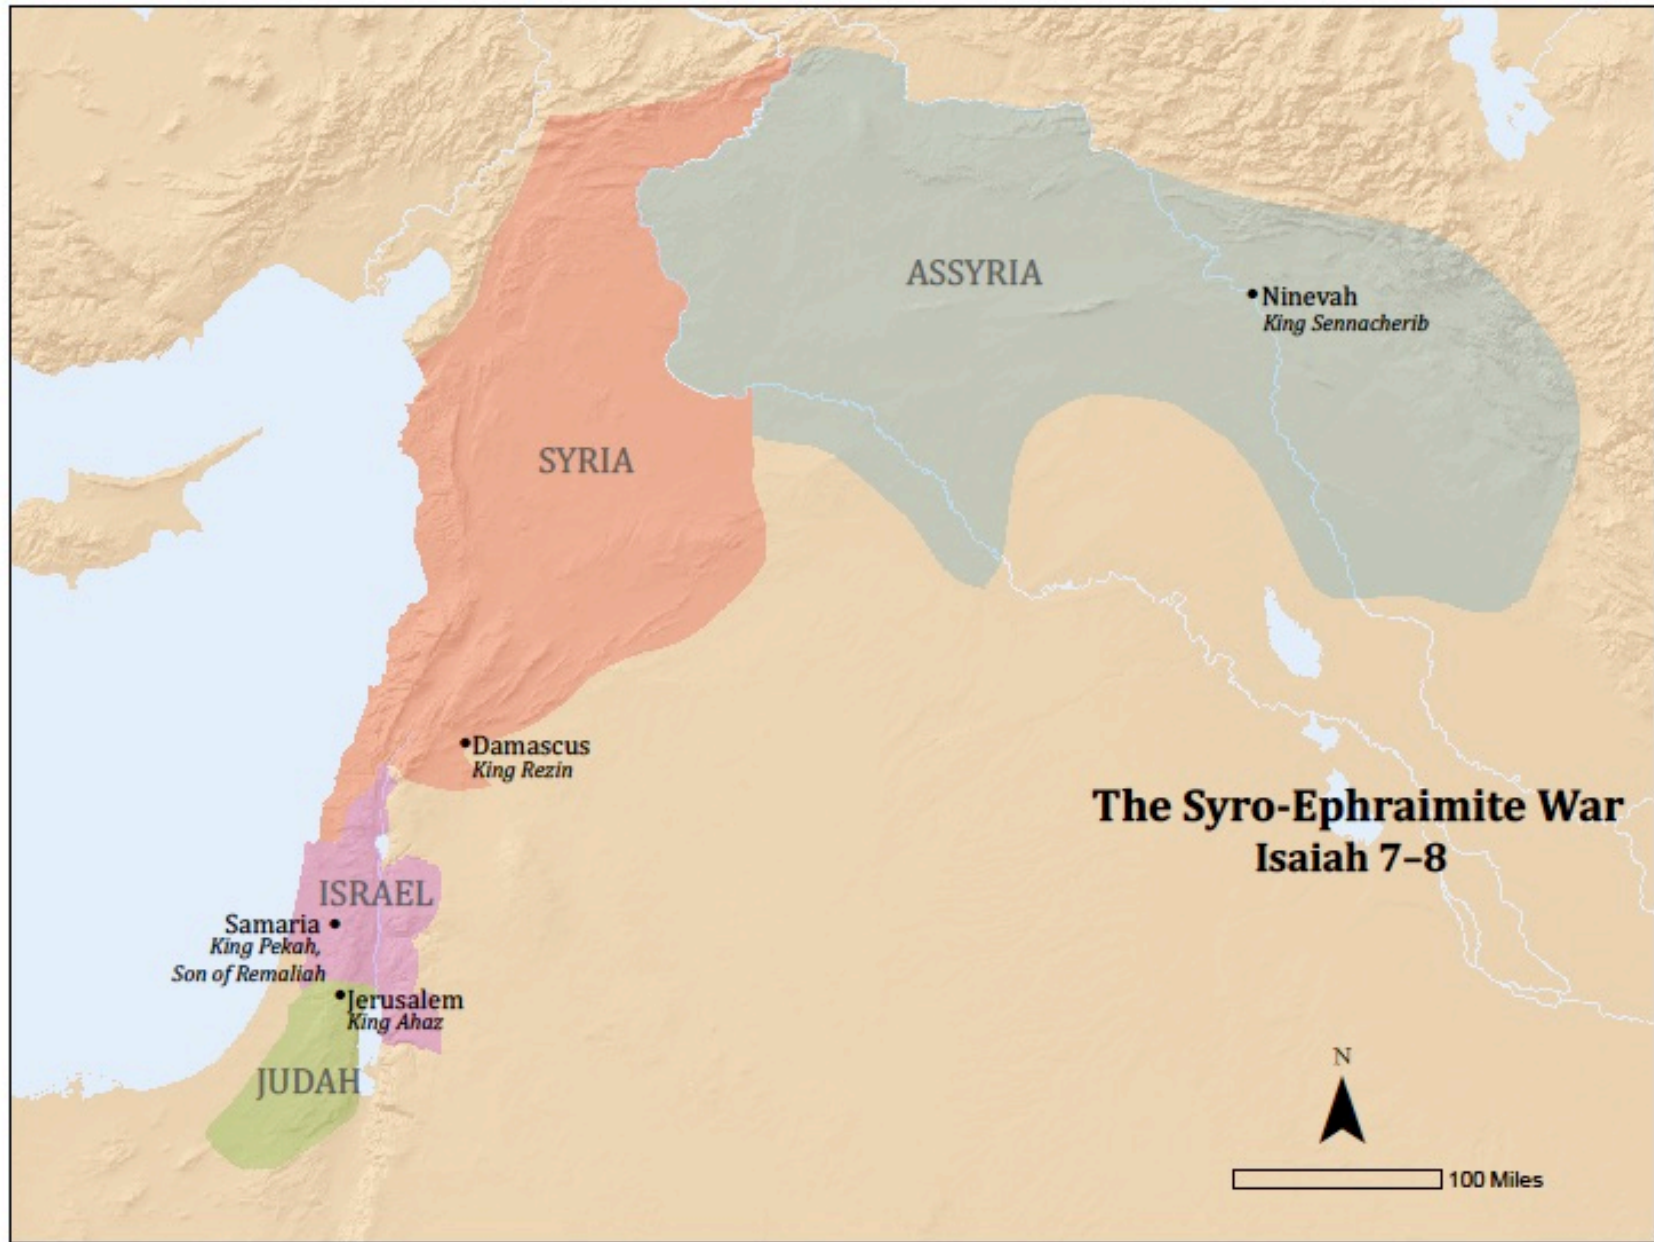 ASSYRIA
Ninevah
King Sennacherib
SYRIA
Damascus
King Rezin
The Syro-Ephraimite War
Isaiah 7–8
ISRAEL
Samaria
King Pekah,
Son of Remaliah
Jerusalem
King Ahaz
JUDAH
N
100 Miles